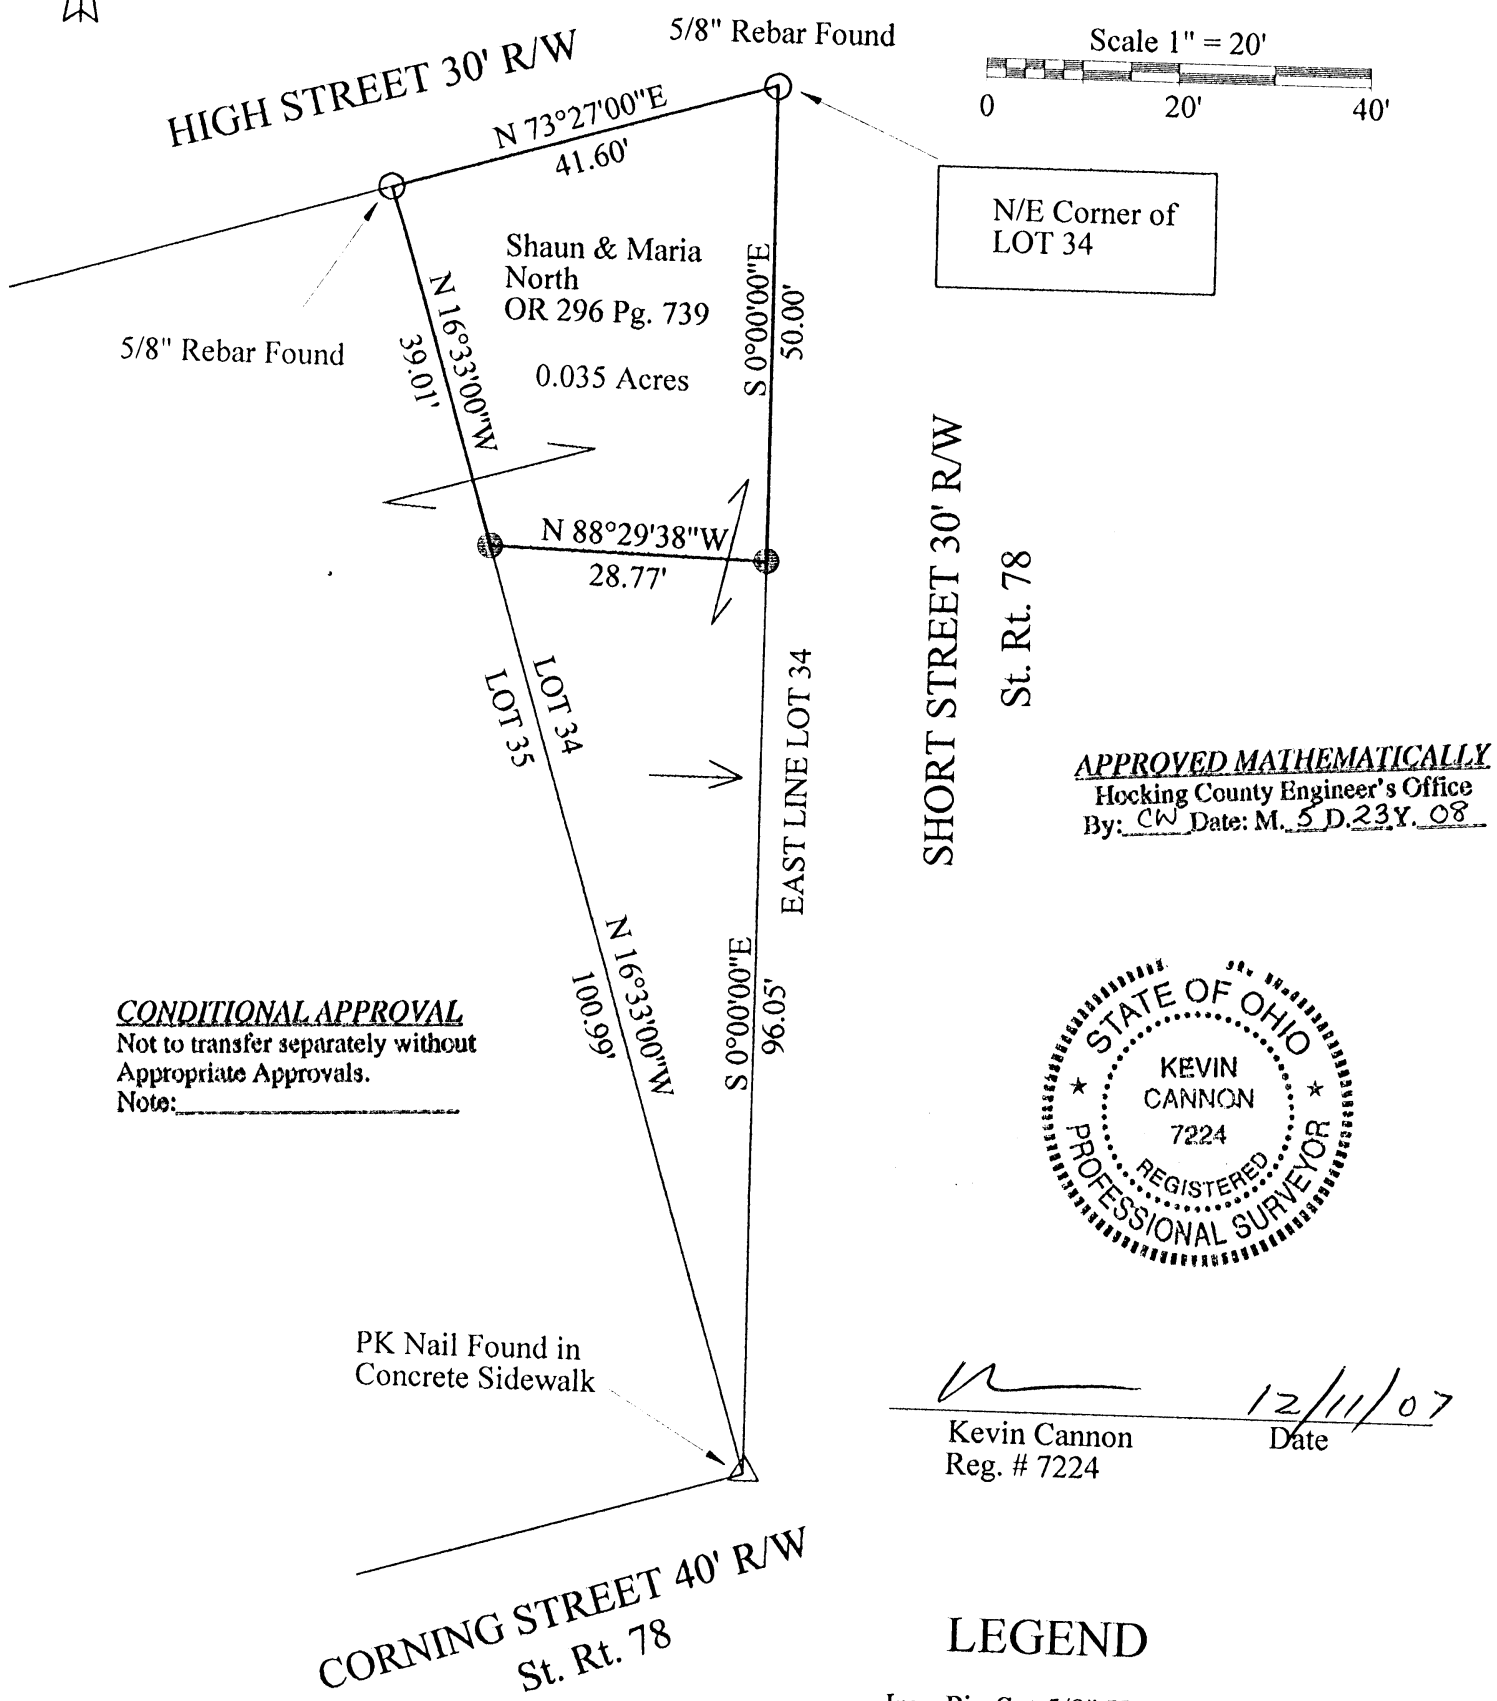 5/8" Rebar Found
Scale 1" = 20'
0 20' 40'
HIGH STREET 30' R/W
N 73°27'00"E
41.60'
N/E Corner of
LOT 34
5/8" Rebar Found
Shaun & Maria
North
OR 296 Pg. 739
0.035 Acres
N 16°33'00"W
39.01'
S 0°00'00"E
50.00'
N 88°29'38"W
28.77'
LOT 34
LOT 35
EAST LINE LOT 34
SHORT STREET 30' R/W
St. Rt. 78
APPROVED MATHEMATICALLY
Hocking County Engineer's Office
By: CW Date: M. 5 D. 23 Y. 08
N 16°33'00"W
100.99'
S 0°00'00"E
96.05'
CONDITIONAL APPROVAL
Not to transfer separately without
Appropriate Approvals.
Note:
STATE OF OHIO
KEVIN
CANNON
7224
REGISTERED
PROFESSIONAL SURVEYOR
PK Nail Found in
Concrete Sidewalk
12/11/07
Kevin Cannon
Reg. # 7224
Date
CORNING STREET 40' R/W
St. Rt. 78
LEGEND